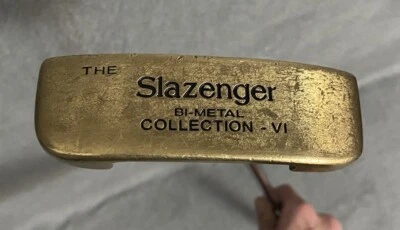 THE Slazenger
BI-METAL
COLLECTION - VI